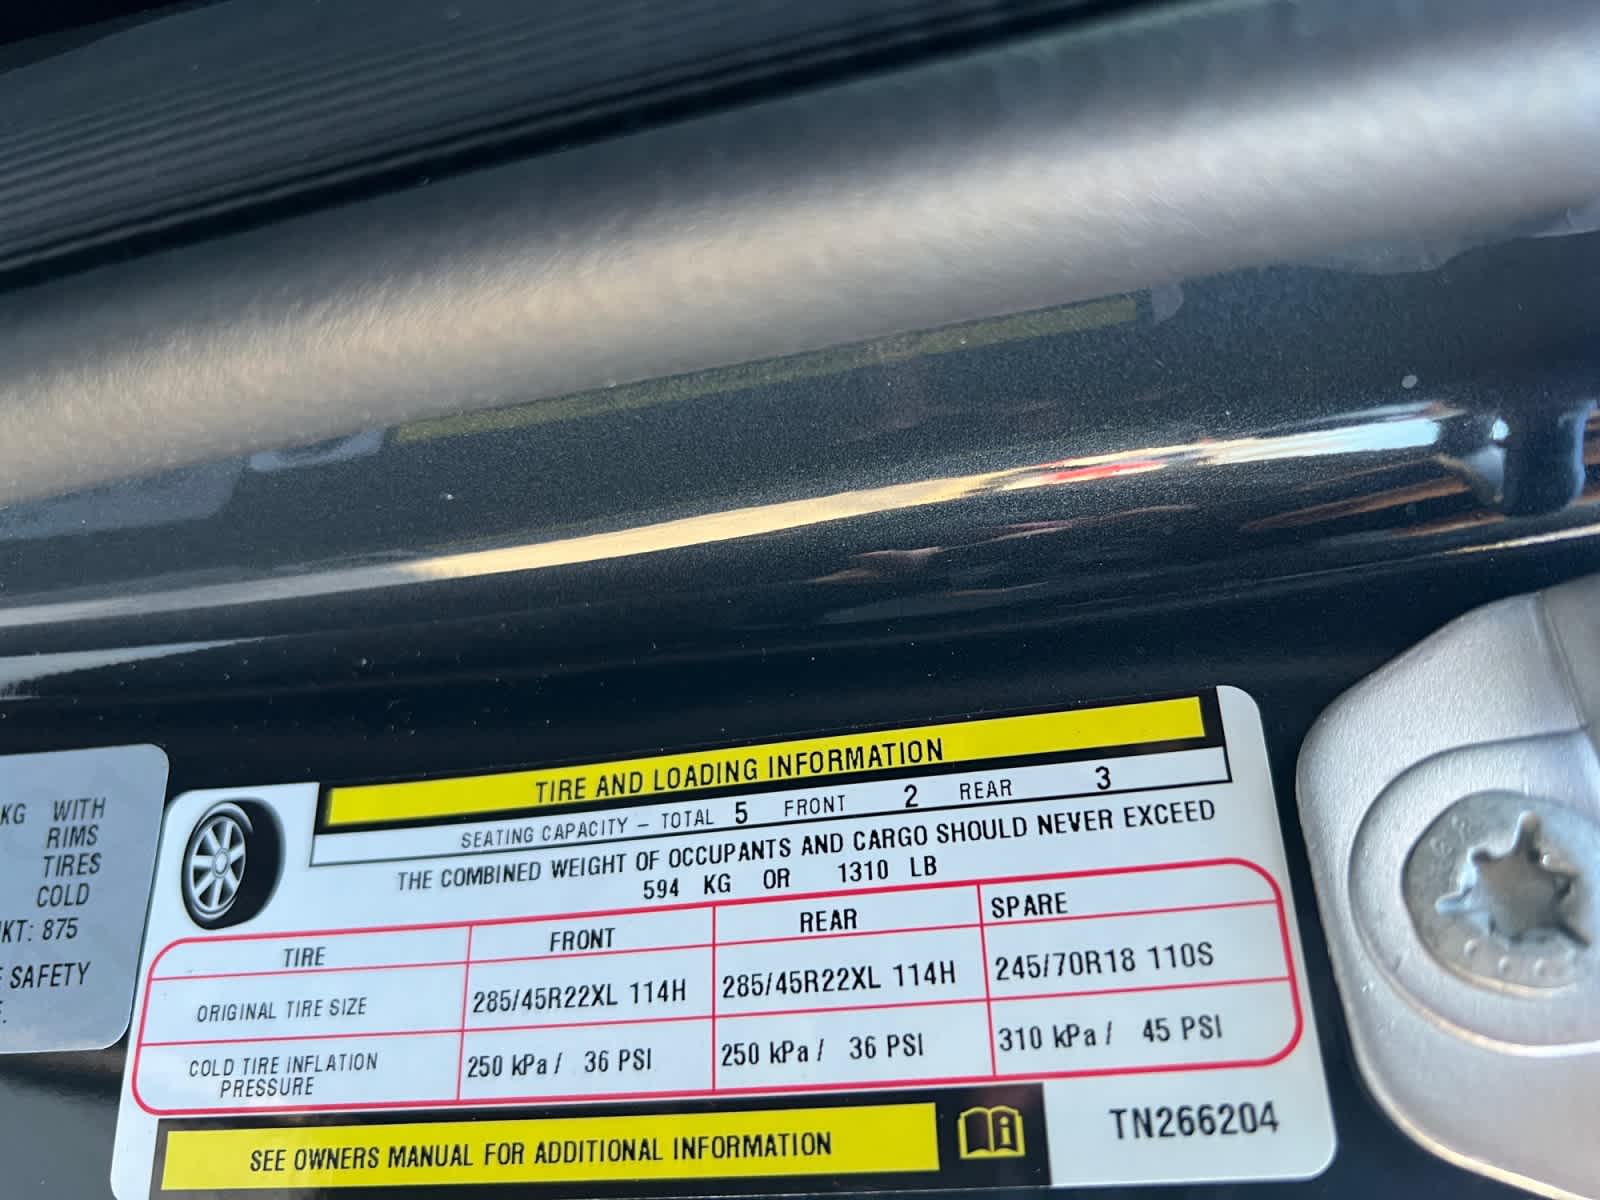 KG WITH
RIMS
TIRES
COLD
KT: 875
SAFETY
TIRE AND LOADING INFORMATION
SEATING CAPACITY – TOTAL 5 FRONT 2 REAR 3
THE COMBINED WEIGHT OF OCCUPANTS AND CARGO SHOULD NEVER EXCEED
594 KG OR 1310 LB
TIRE FRONT REAR SPARE
ORIGINAL TIRE SIZE 285/45R22XL 114H 285/45R22XL 114H 245/70R18 110S
COLD TIRE INFLATION
PRESSURE 250 kPa / 36 PSI 250 kPa / 36 PSI 310 kPa / 45 PSI
SEE OWNERS MANUAL FOR ADDITIONAL INFORMATION
TN266204